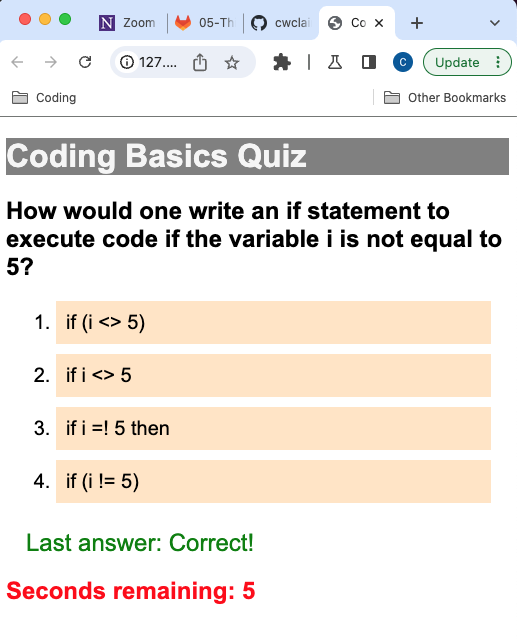 Zoom
05-Th
cwclai
Co
127....
C
Update
Coding
Other Bookmarks
Coding Basics Quiz
How would one write an if statement to
execute code if the variable i is not equal to
5?
1. if (i <> 5)
2. if i <> 5
3. if i =! 5 then
4. if (i != 5)
Last answer: Correct!
Seconds remaining: 5